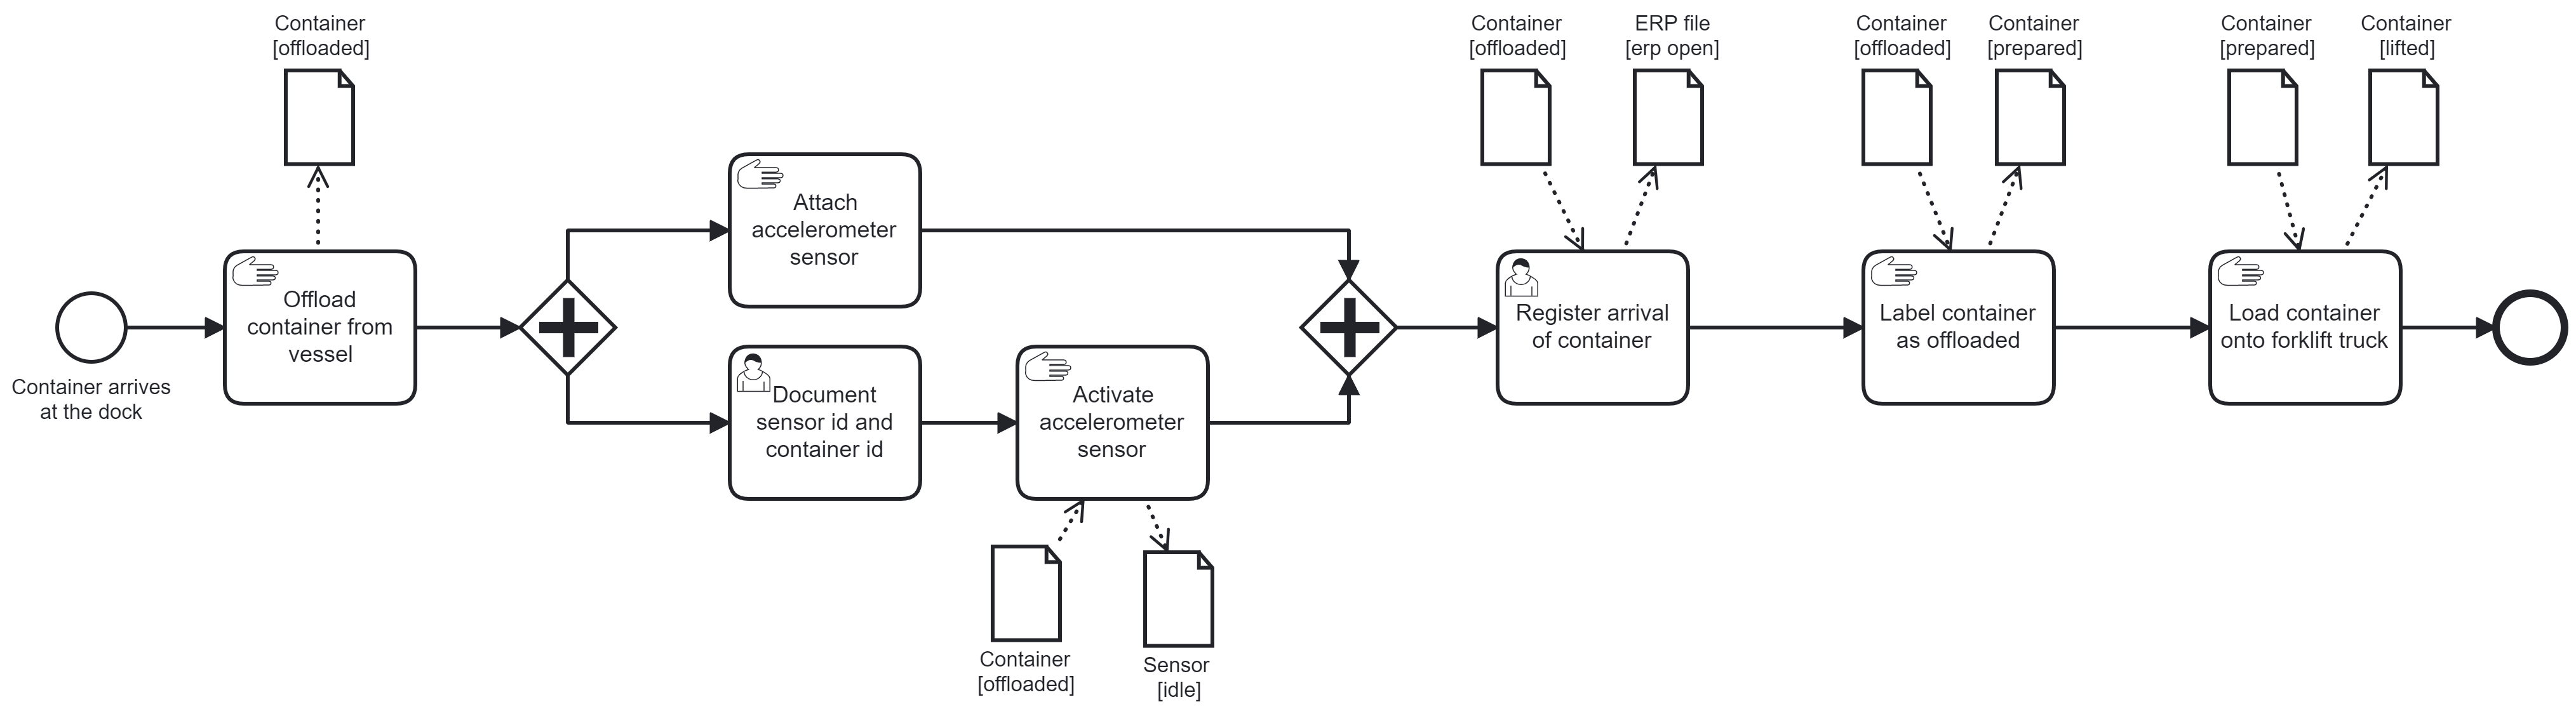 Container
[offloaded]
Container
[offloaded]
ERP file
[erp open]
Container
[offloaded]
Container
[prepared]
Container
[prepared]
Container
[lifted]
Container arrives
at the dock
Offload
container from
vessel
Attach
accelerometer
sensor
Document
sensor id and
container id
Activate
accelerometer
sensor
Container
[offloaded]
Sensor
[idle]
Register arrival
of container
Label container
as offloaded
Load container
onto forklift truck